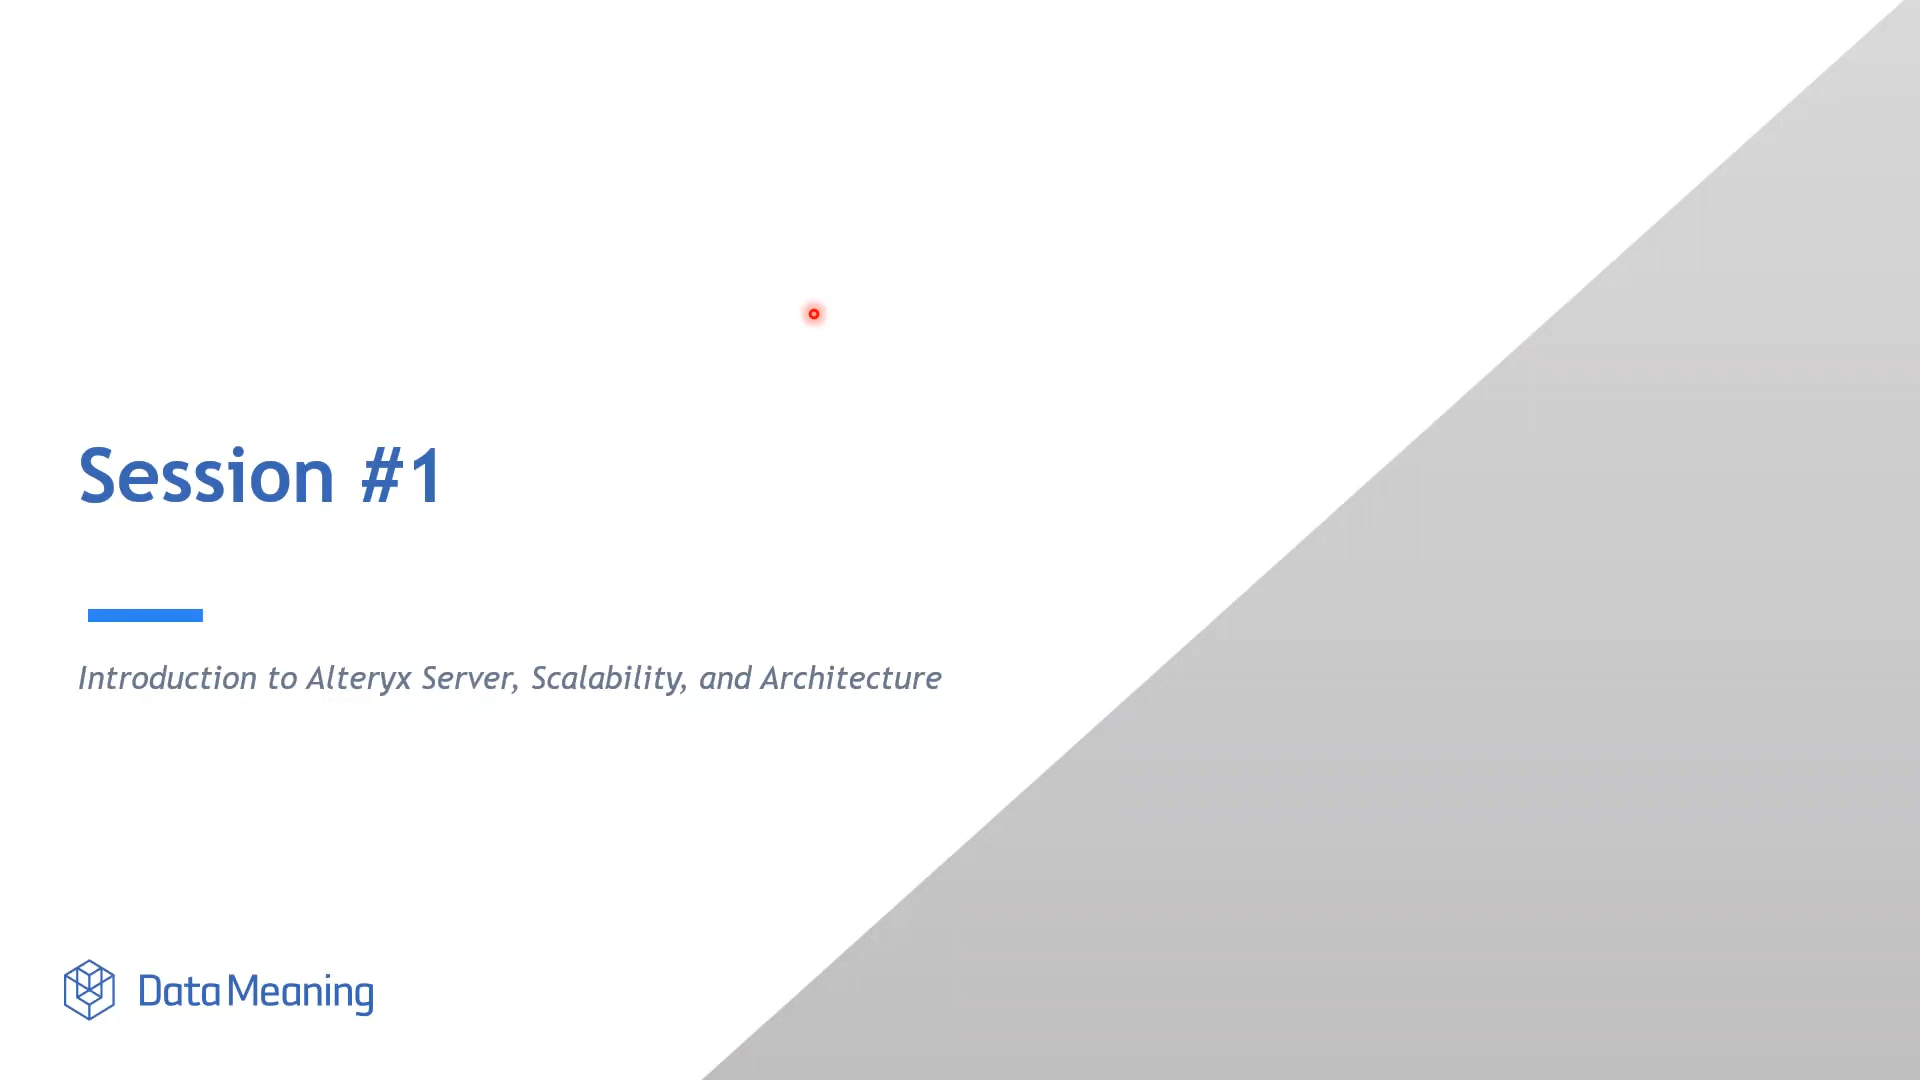 Session #1
Introduction to Alteryx Server, Scalability, and Architecture
Data Meaning